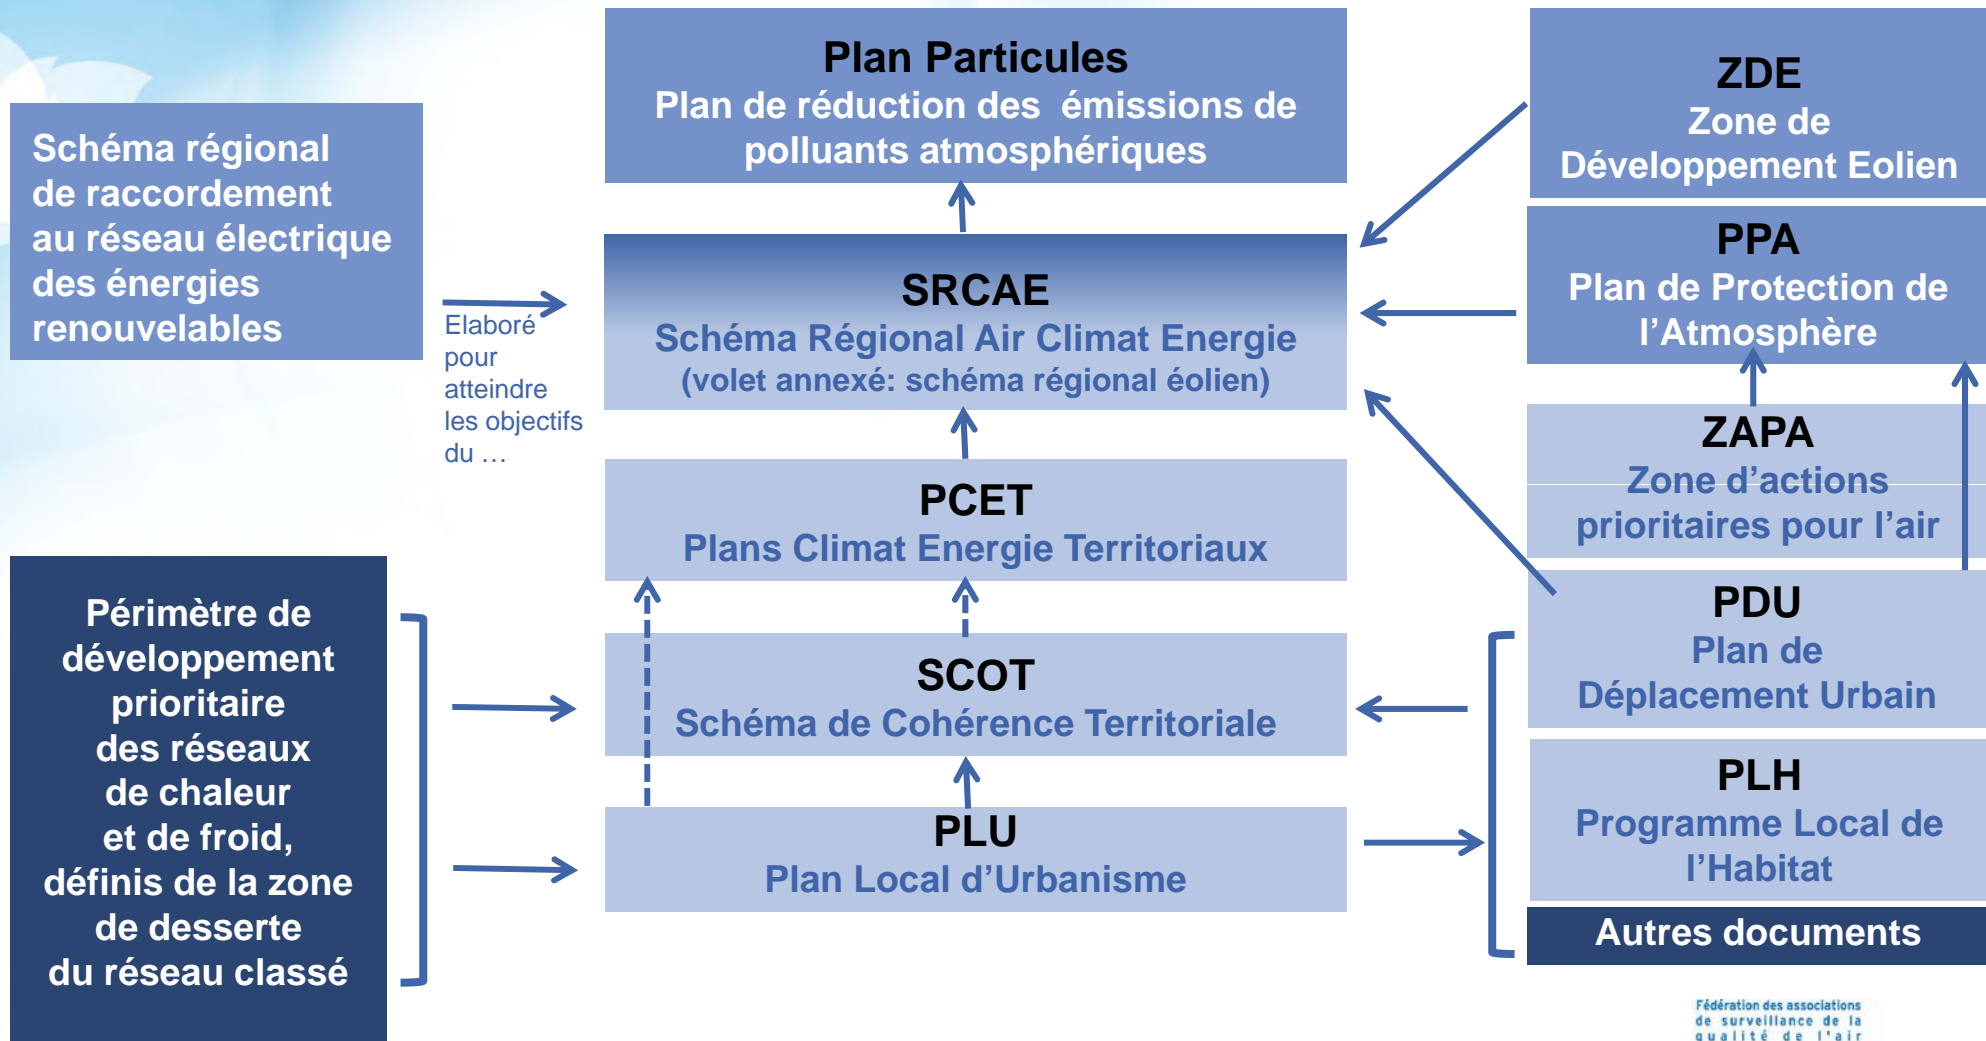 Schéma régional
de raccordement
au réseau électrique
des énergies
renouvelables
Elaboré
pour
atteindre
les objectifs
du …
Périmètre de
développement
prioritaire
des réseaux
de chaleur
et de froid,
définis de la zone
de desserte
du réseau classé
Plan Particules
Plan de réduction des émissions de
polluants atmosphériques
SRCAE
Schéma Régional Air Climat Energie
(volet annexé: schéma régional éolien)
PCET
Plans Climat Energie Territoriaux
SCOT
Schéma de Cohérence Territoriale
PLU
Plan Local d’Urbanisme
ZDE
Zone de
Développement Eolien
PPA
Plan de Protection de
l’Atmosphère
ZAPA
Zone d’actions
prioritaires pour l’air
PDU
Plan de
Déplacement Urbain
PLH
Programme Local de
l’Habitat
Autres documents
Fédération des associations
de surveillance de la
qualité de l'air